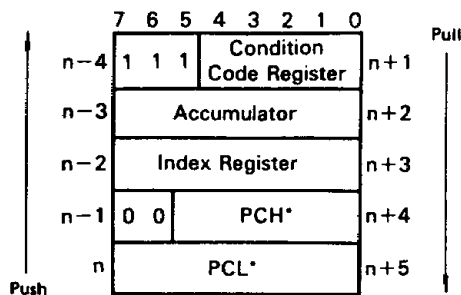 7 6 5 4 3 2 1 0
Pull
n−4 1 1 1 Condition Code Register n+1
n−3 Accumulator n+2
n−2 Index Register n+3
n−1 0 0 PCH* n+4
n PCL* n+5
Push